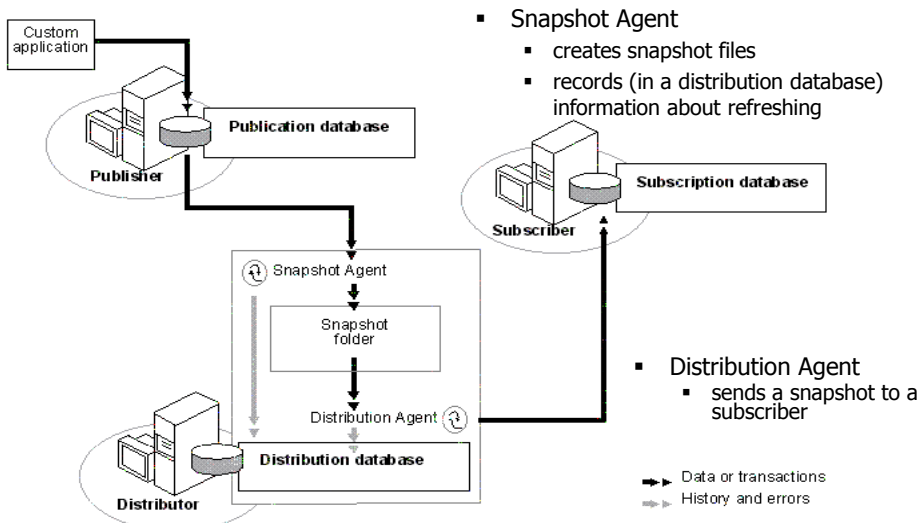 Custom
application
Publication database
Publisher
▪ Snapshot Agent
▪ creates snapshot files
▪ records (in a distribution database)
information about refreshing
Subscription database
Subscriber
Snapshot Agent
Snapshot
folder
Distribution Agent
Distribution database
Distributor
▪ Distribution Agent
▪ sends a snapshot to a
subscriber
Data or transactions
History and errors